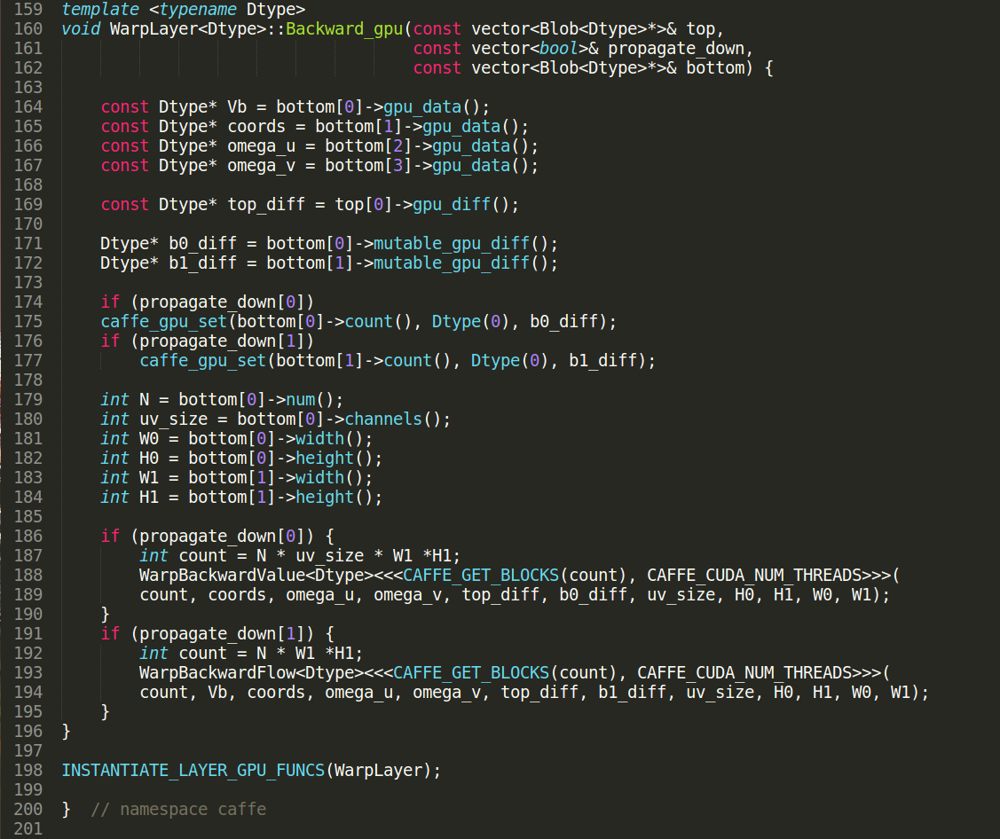 159 template <typename Dtype>
160 void WarpLayer<Dtype>::Backward_gpu(const vector<Blob<Dtype>*>& top,
161                                     const vector<bool>& propagate_down,
162                                     const vector<Blob<Dtype>*>& bottom) {
163
164     const Dtype* Vb = bottom[0]->gpu_data();
165     const Dtype* coords = bottom[1]->gpu_data();
166     const Dtype* omega_u = bottom[2]->gpu_data();
167     const Dtype* omega_v = bottom[3]->gpu_data();
168
169     const Dtype* top_diff = top[0]->gpu_diff();
170
171     Dtype* b0_diff = bottom[0]->mutable_gpu_diff();
172     Dtype* b1_diff = bottom[1]->mutable_gpu_diff();
173
174     if (propagate_down[0])
175     caffe_gpu_set(bottom[0]->count(), Dtype(0), b0_diff);
176     if (propagate_down[1])
177         caffe_gpu_set(bottom[1]->count(), Dtype(0), b1_diff);
178
179     int N = bottom[0]->num();
180     int uv_size = bottom[0]->channels();
181     int W0 = bottom[0]->width();
182     int H0 = bottom[0]->height();
183     int W1 = bottom[1]->width();
184     int H1 = bottom[1]->height();
185
186     if (propagate_down[0]) {
187         int count = N * uv_size * W1 *H1;
188         WarpBackwardValue<Dtype><<<CAFFE_GET_BLOCKS(count), CAFFE_CUDA_NUM_THREADS>>>(
189         count, coords, omega_u, omega_v, top_diff, b0_diff, uv_size, H0, H1, W0, W1);
190     }
191     if (propagate_down[1]) {
192         int count = N * W1 *H1;
193         WarpBackwardFlow<Dtype><<<CAFFE_GET_BLOCKS(count), CAFFE_CUDA_NUM_THREADS>>>(
194         count, Vb, coords, omega_u, omega_v, top_diff, b1_diff, uv_size, H0, H1, W0, W1);
195     }
196 }
197
198 INSTANTIATE_LAYER_GPU_FUNCS(WarpLayer);
199
200 }  // namespace caffe
201